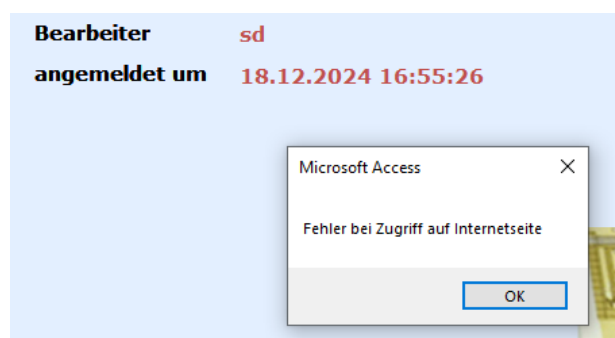 Bearbeiter sd
angemeldet um 18.12.2024 16:55:26
Microsoft Access
Fehler bei Zugriff auf Internetseite
OK